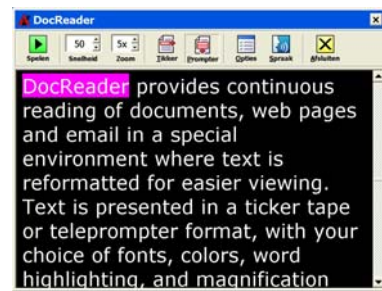 DocReader
50 5x
Spelen Snelheid Zoom Tikker Prompter Opties Spraak Afsluiten
DocReader provides continuous
reading of documents, web pages
and email in a special
environment where text is
reformatted for easier viewing.
Text is presented in a ticker tape
or teleprompter format, with your
choice of fonts, colors, word
highlighting, and magnification